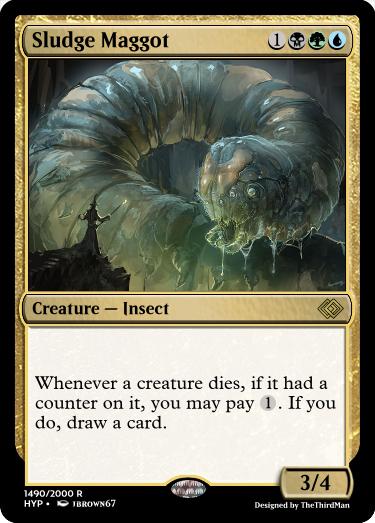 Sludge Maggot 1
Creature — Insect
Whenever a creature dies, if it had a
counter on it, you may pay 1. If you
do, draw a card.
3/4
1490/2000 R
HYP • JBROWN67
Designed by TheThirdMan